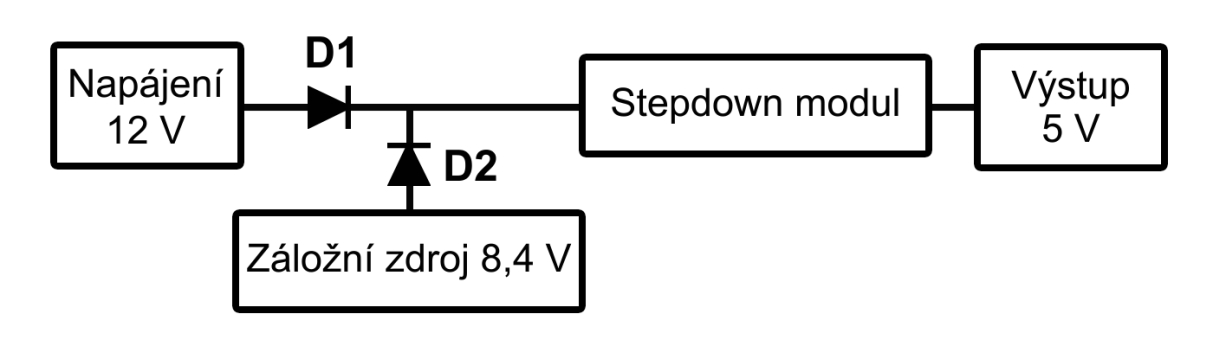 Napájení
12 V
D1
Stepdown modul
Výstup
5 V
D2
Záložní zdroj 8,4 V